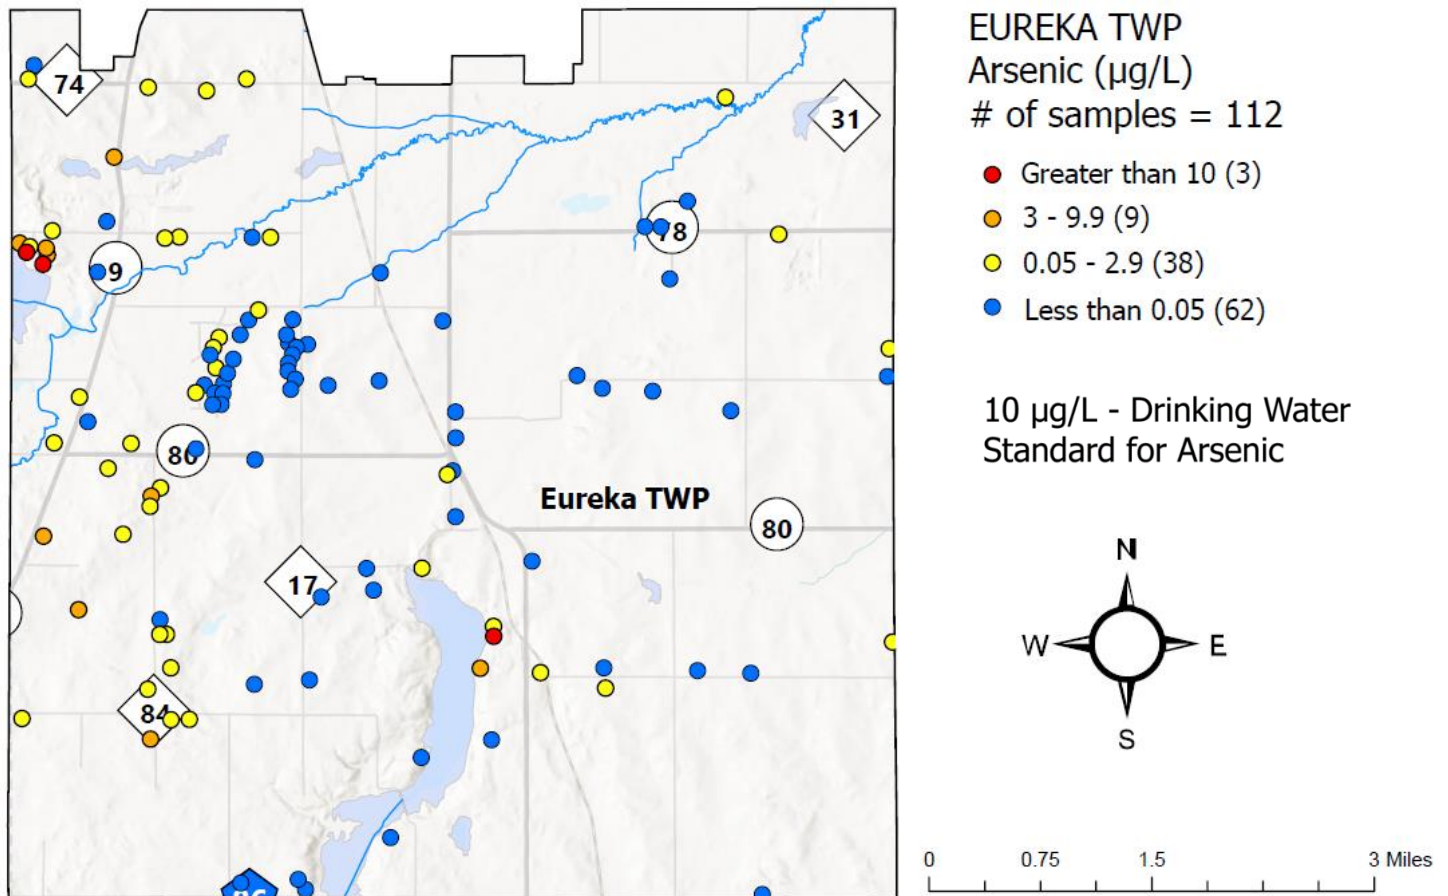 74
31
9
78
80
Eureka TWP
80
17
84
EUREKA TWP
Arsenic (µg/L)
# of samples = 112
Greater than 10 (3)
3 - 9.9 (9)
0.05 - 2.9 (38)
Less than 0.05 (62)
10 µg/L - Drinking Water
Standard for Arsenic
N
W E
S
0 0.75 1.5 3 Miles